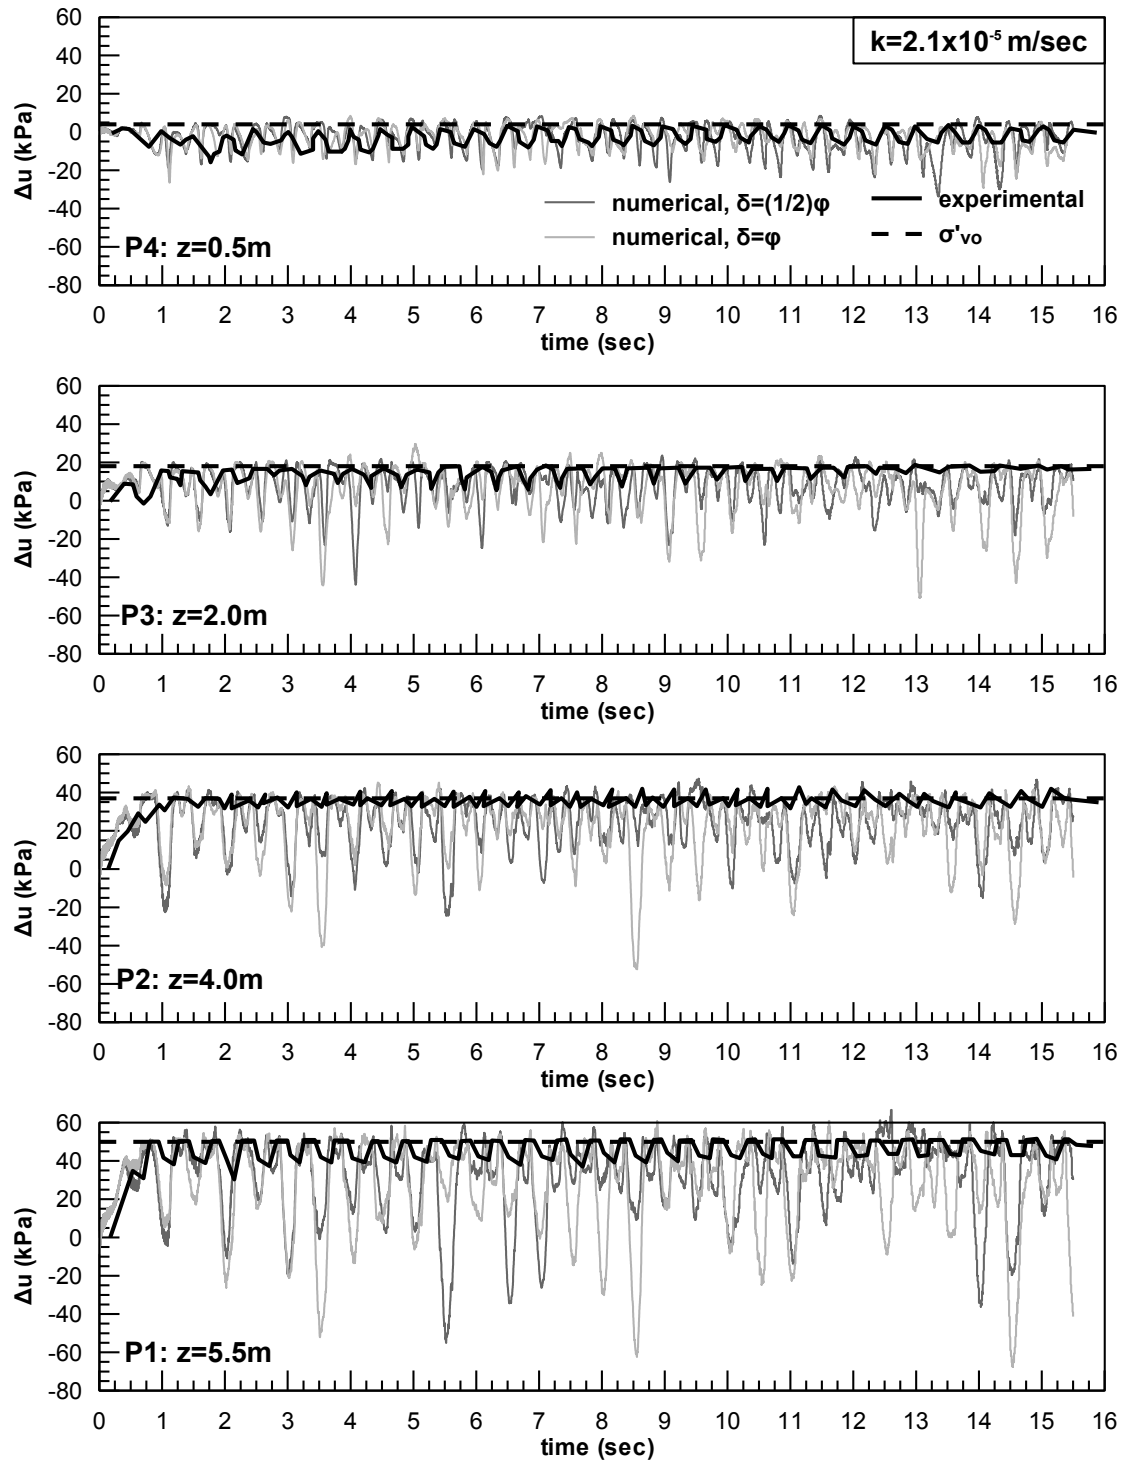 60
40
20
0
-20
-40
-60
-80
Δu (kPa)
k=2.1x10⁻⁵ m/sec
numerical, δ=(1/2)φ
experimental
numerical, δ=φ
σ'vo
P4: z=0.5m
0 1 2 3 4 5 6 7 8 9 10 11 12 13 14 15 16
time (sec)
60
40
20
0
-20
-40
-60
-80
Δu (kPa)
P3: z=2.0m
0 1 2 3 4 5 6 7 8 9 10 11 12 13 14 15 16
time (sec)
60
40
20
0
-20
-40
-60
-80
Δu (kPa)
P2: z=4.0m
0 1 2 3 4 5 6 7 8 9 10 11 12 13 14 15 16
time (sec)
60
40
20
0
-20
-40
-60
-80
Δu (kPa)
P1: z=5.5m
0 1 2 3 4 5 6 7 8 9 10 11 12 13 14 15 16
time (sec)